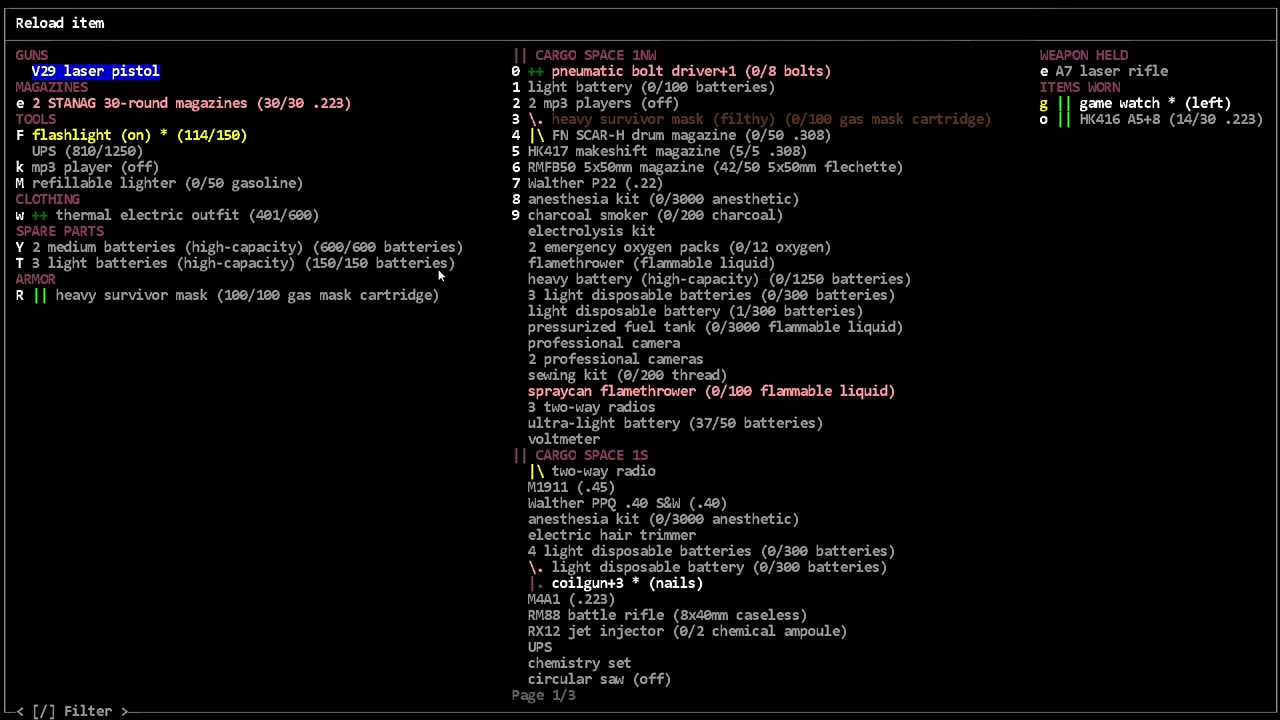 Reload item
GUNS
V29 laser pistol
MAGAZINES
e 2 STANAG 30-round magazines (30/30 .223)
TOOLS
F flashlight (on) * (114/150)
UPS (810/1250)
k mp3 player (off)
M refillable lighter (0/50 gasoline)
CLOTHING
w ++ thermal electric outfit (401/600)
SPARE PARTS
Y 2 medium batteries (high-capacity) (600/600 batteries)
T 3 light batteries (high-capacity) (150/150 batteries)
ARMOR
R || heavy survivor mask (100/100 gas mask cartridge)
|| CARGO SPACE 1NW
0 ++ pneumatic bolt driver+1 (0/8 bolts)
1 light battery (0/100 batteries)
2 2 mp3 players (off)
3 \. heavy survivor mask (filthy) (0/100 gas mask cartridge)
4 |\ FN SCAR-H drum magazine (0/50 .308)
5 HK417 makeshift magazine (5/5 .308)
6 RMFB50 5x50mm magazine (42/50 5x50mm flechette)
7 Walther P22 (.22)
8 anesthesia kit (0/3000 anesthetic)
9 charcoal smoker (0/200 charcoal)
electrolysis kit
2 emergency oxygen packs (0/12 oxygen)
flamethrower (flammable liquid)
heavy battery (high-capacity) (0/1250 batteries)
3 light disposable batteries (0/300 batteries)
light disposable battery (1/300 batteries)
pressurized fuel tank (0/3000 flammable liquid)
professional camera
2 professional cameras
sewing kit (0/200 thread)
spraycan flamethrower (0/100 flammable liquid)
3 two-way radios
ultra-light battery (37/50 batteries)
voltmeter
|| CARGO SPACE 1S
|\ two-way radio
M1911 (.45)
Walther PPQ .40 S&W (.40)
anesthesia kit (0/3000 anesthetic)
electric hair trimmer
4 light disposable batteries (0/300 batteries)
\. light disposable battery (0/300 batteries)
|. coilgun+3 * (nails)
M4A1 (.223)
RM88 battle rifle (8x40mm caseless)
RX12 jet injector (0/2 chemical ampoule)
UPS
chemistry set
circular saw (off)
Page 1/3
WEAPON HELD
e A7 laser rifle
ITEMS WORN
g || game watch * (left)
o || HK416 A5+8 (14/30 .223)
< [/] Filter >